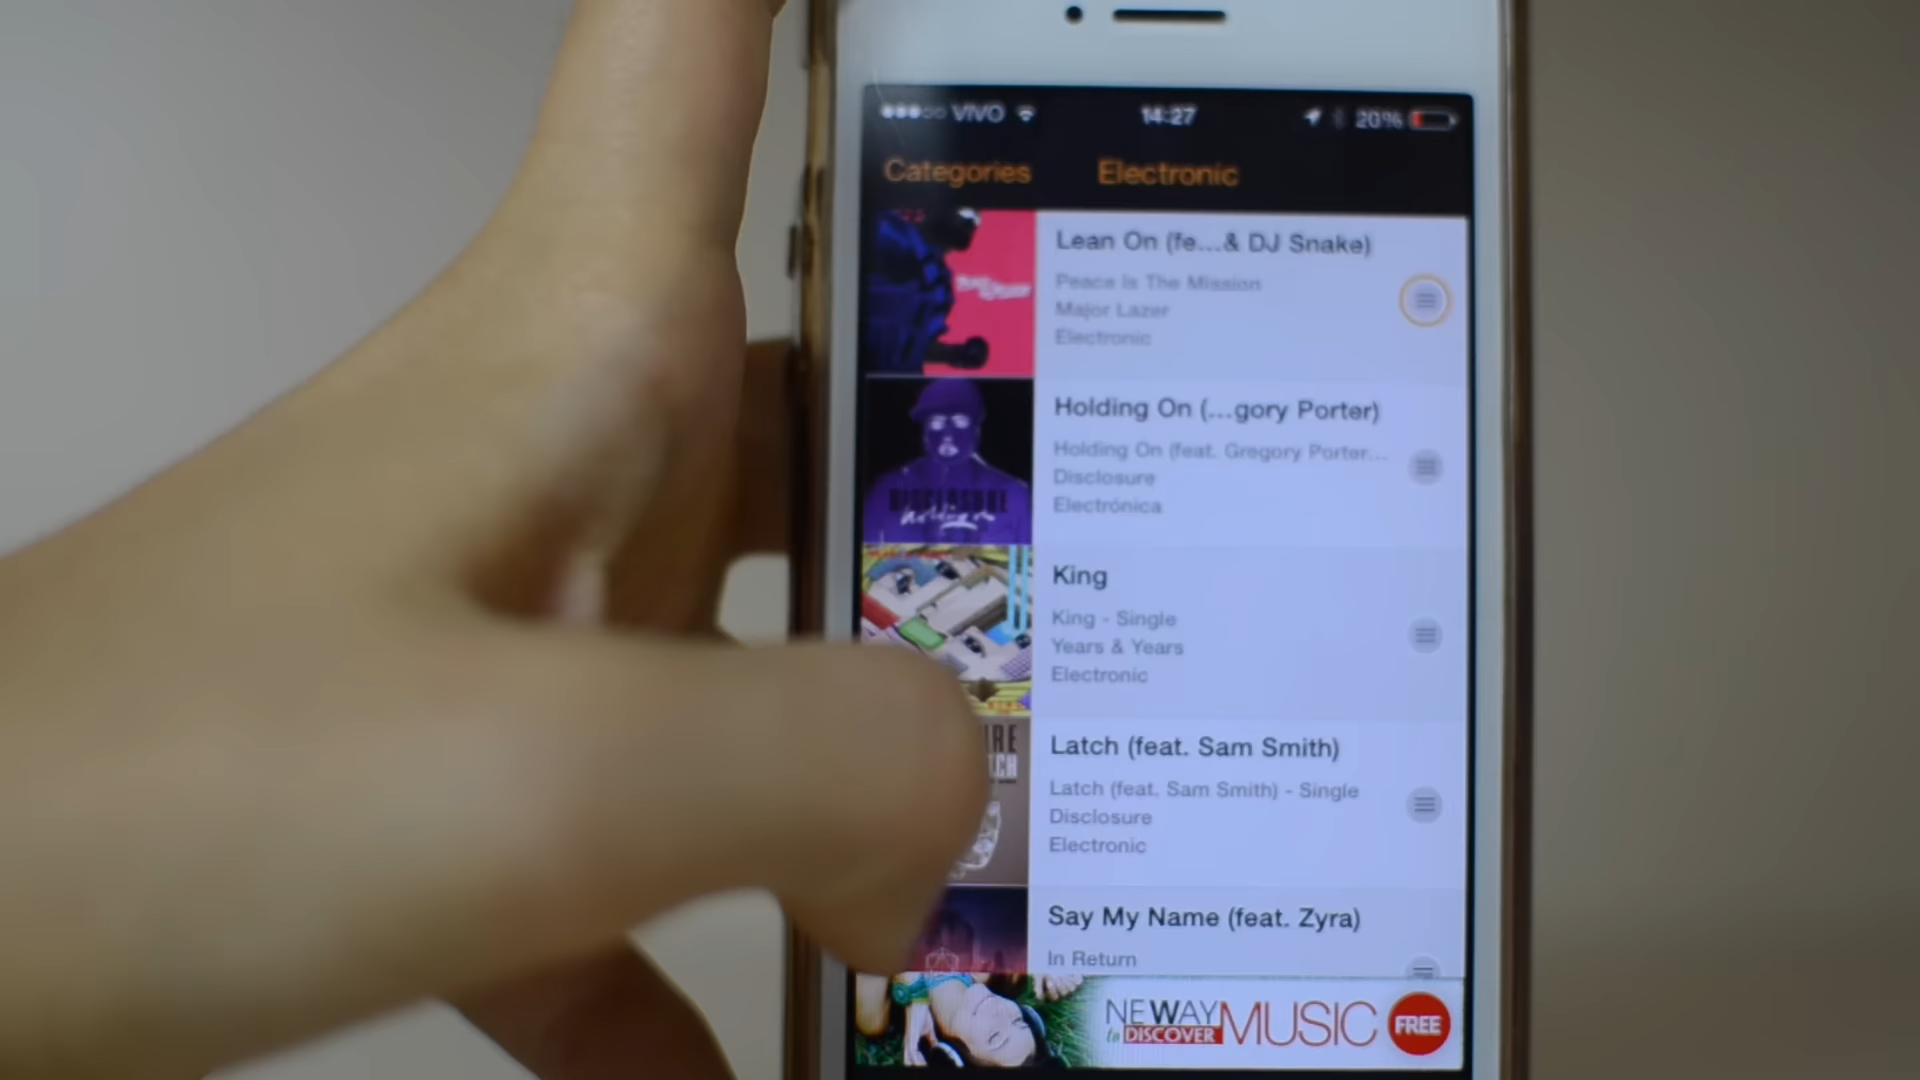 VIVO 14:27 20%
Categories Electronic
Lean On (fe...& DJ Snake)
Peace Is The Mission
Major Lazer
Electronic
Holding On (...gory Porter)
Holding On (feat. Gregory Porter...
Disclosure
Electrónica
DISCLOSURE
Holding on
King
King - Single
Years & Years
Electronic
Latch (feat. Sam Smith)
Latch (feat. Sam Smith) - Single
Disclosure
Electronic
Say My Name (feat. Zyra)
In Return
NEWAY
to DISCOVER
MUSIC
FREE